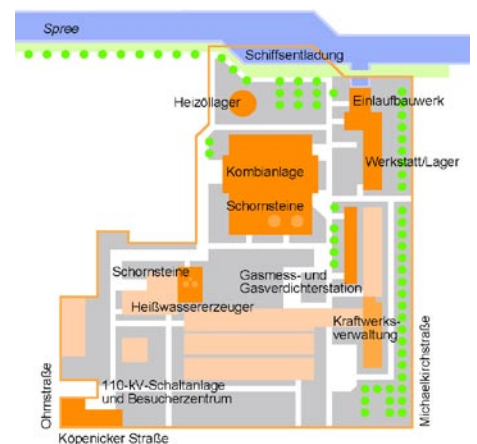 Spree
Schiffsentladung
Heizöllager
Einlaufbauwerk
Werkstatt/Lager
Kombianlage
Schornsteine
Schornsteine
Gasmess- und
Gasverdichterstation
Heißwassererzeuger
Kraftwerks-
verwaltung
110-kV-Schaltanlage
und Besucherzentrum
Ohmstraße
Michaelkirchstraße
Köpenicker Straße